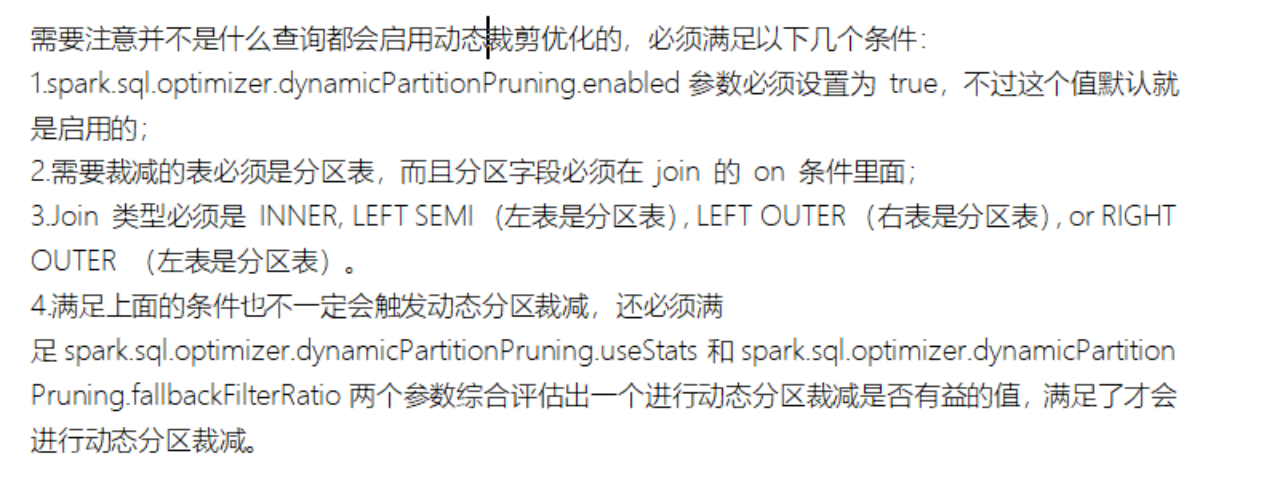 需要注意并不是什么查询都会启用动态裁剪优化的，必须满足以下几个条件：
1.spark.sql.optimizer.dynamicPartitionPruning.enabled 参数必须设置为 true，不过这个值默认就
是启用的；
2.需要裁减的表必须是分区表，而且分区字段必须在 join 的 on 条件里面；
3.Join 类型必须是 INNER, LEFT SEMI （左表是分区表）, LEFT OUTER （右表是分区表）, or RIGHT
OUTER （左表是分区表）。
4.满足上面的条件也不一定会触发动态分区裁减，还必须满
足 spark.sql.optimizer.dynamicPartitionPruning.useStats 和 spark.sql.optimizer.dynamicPartition
Pruning.fallbackFilterRatio 两个参数综合评估出一个进行动态分区裁减是否有益的值，满足了才会
进行动态分区裁减。